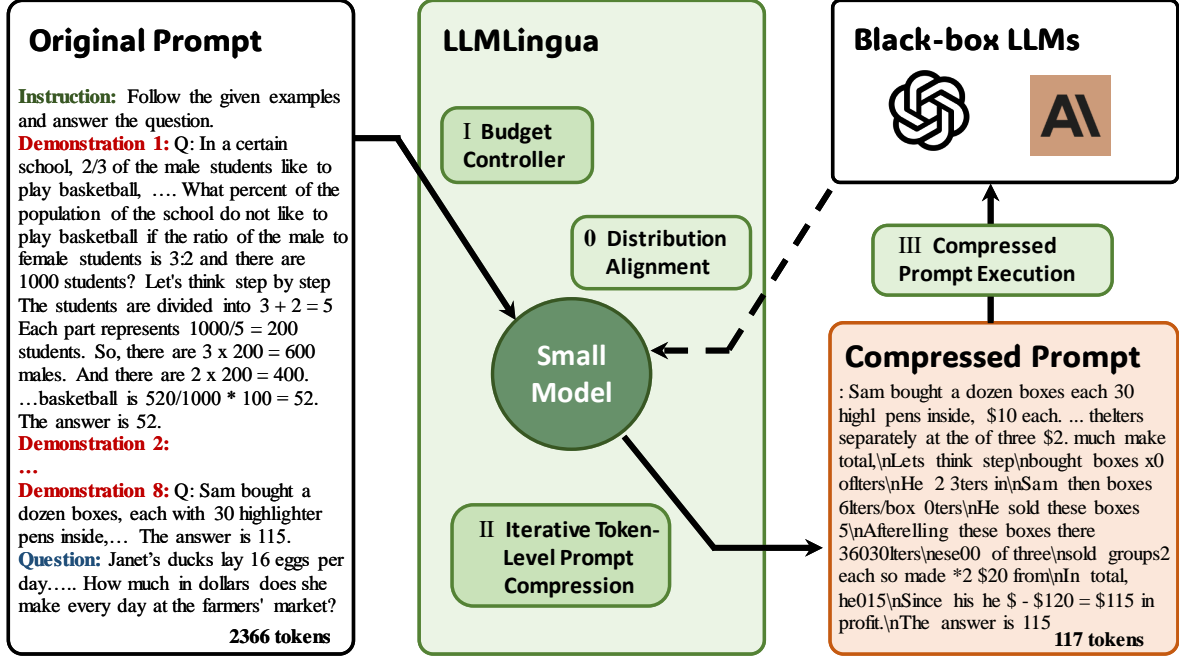 Original Prompt
Instruction: Follow the given examples
and answer the question.
Demonstration 1: Q: In a certain
school, 2/3 of the male students like to
play basketball, …. What percent of the
population of the school do not like to
play basketball if the ratio of the male to
female students is 3:2 and there are
1000 students? Let's think step by step
The students are divided into 3 + 2 = 5
Each part represents 1000/5 = 200
students. So, there are 3 x 200 = 600
males. And there are 2 x 200 = 400.
…basketball is 520/1000 * 100 = 52.
The answer is 52.
Demonstration 2:
…
Demonstration 8: Q: Sam bought a
dozen boxes, each with 30 highlighter
pens inside,… The answer is 115.
Question: Janet’s ducks lay 16 eggs per
day….. How much in dollars does she
make every day at the farmers' market?
2366 tokens
LLMLingua
I Budget
Controller
0 Distribution
Alignment
Small
Model
II Iterative Token-
Level Prompt
Compression
Black-box LLMs
A\
III Compressed
Prompt Execution
Compressed Prompt
: Sam bought a dozen boxes each 30
highl pens inside, $10 each. ... thelters
separately at the of three $2. much make
total,\nLets think step\nbought boxes x0
oflters\nHe 2 3ters in\nSam then boxes
6lters/box 0ters\nHe sold these boxes
5\nAfterelling these boxes there
36030lters\nese00 of three\nsold groups2
each so made *2 $20 from\nIn total,
he015\nSince his he $ - $120 = $115 in
profit.\nThe answer is 115
117 tokens